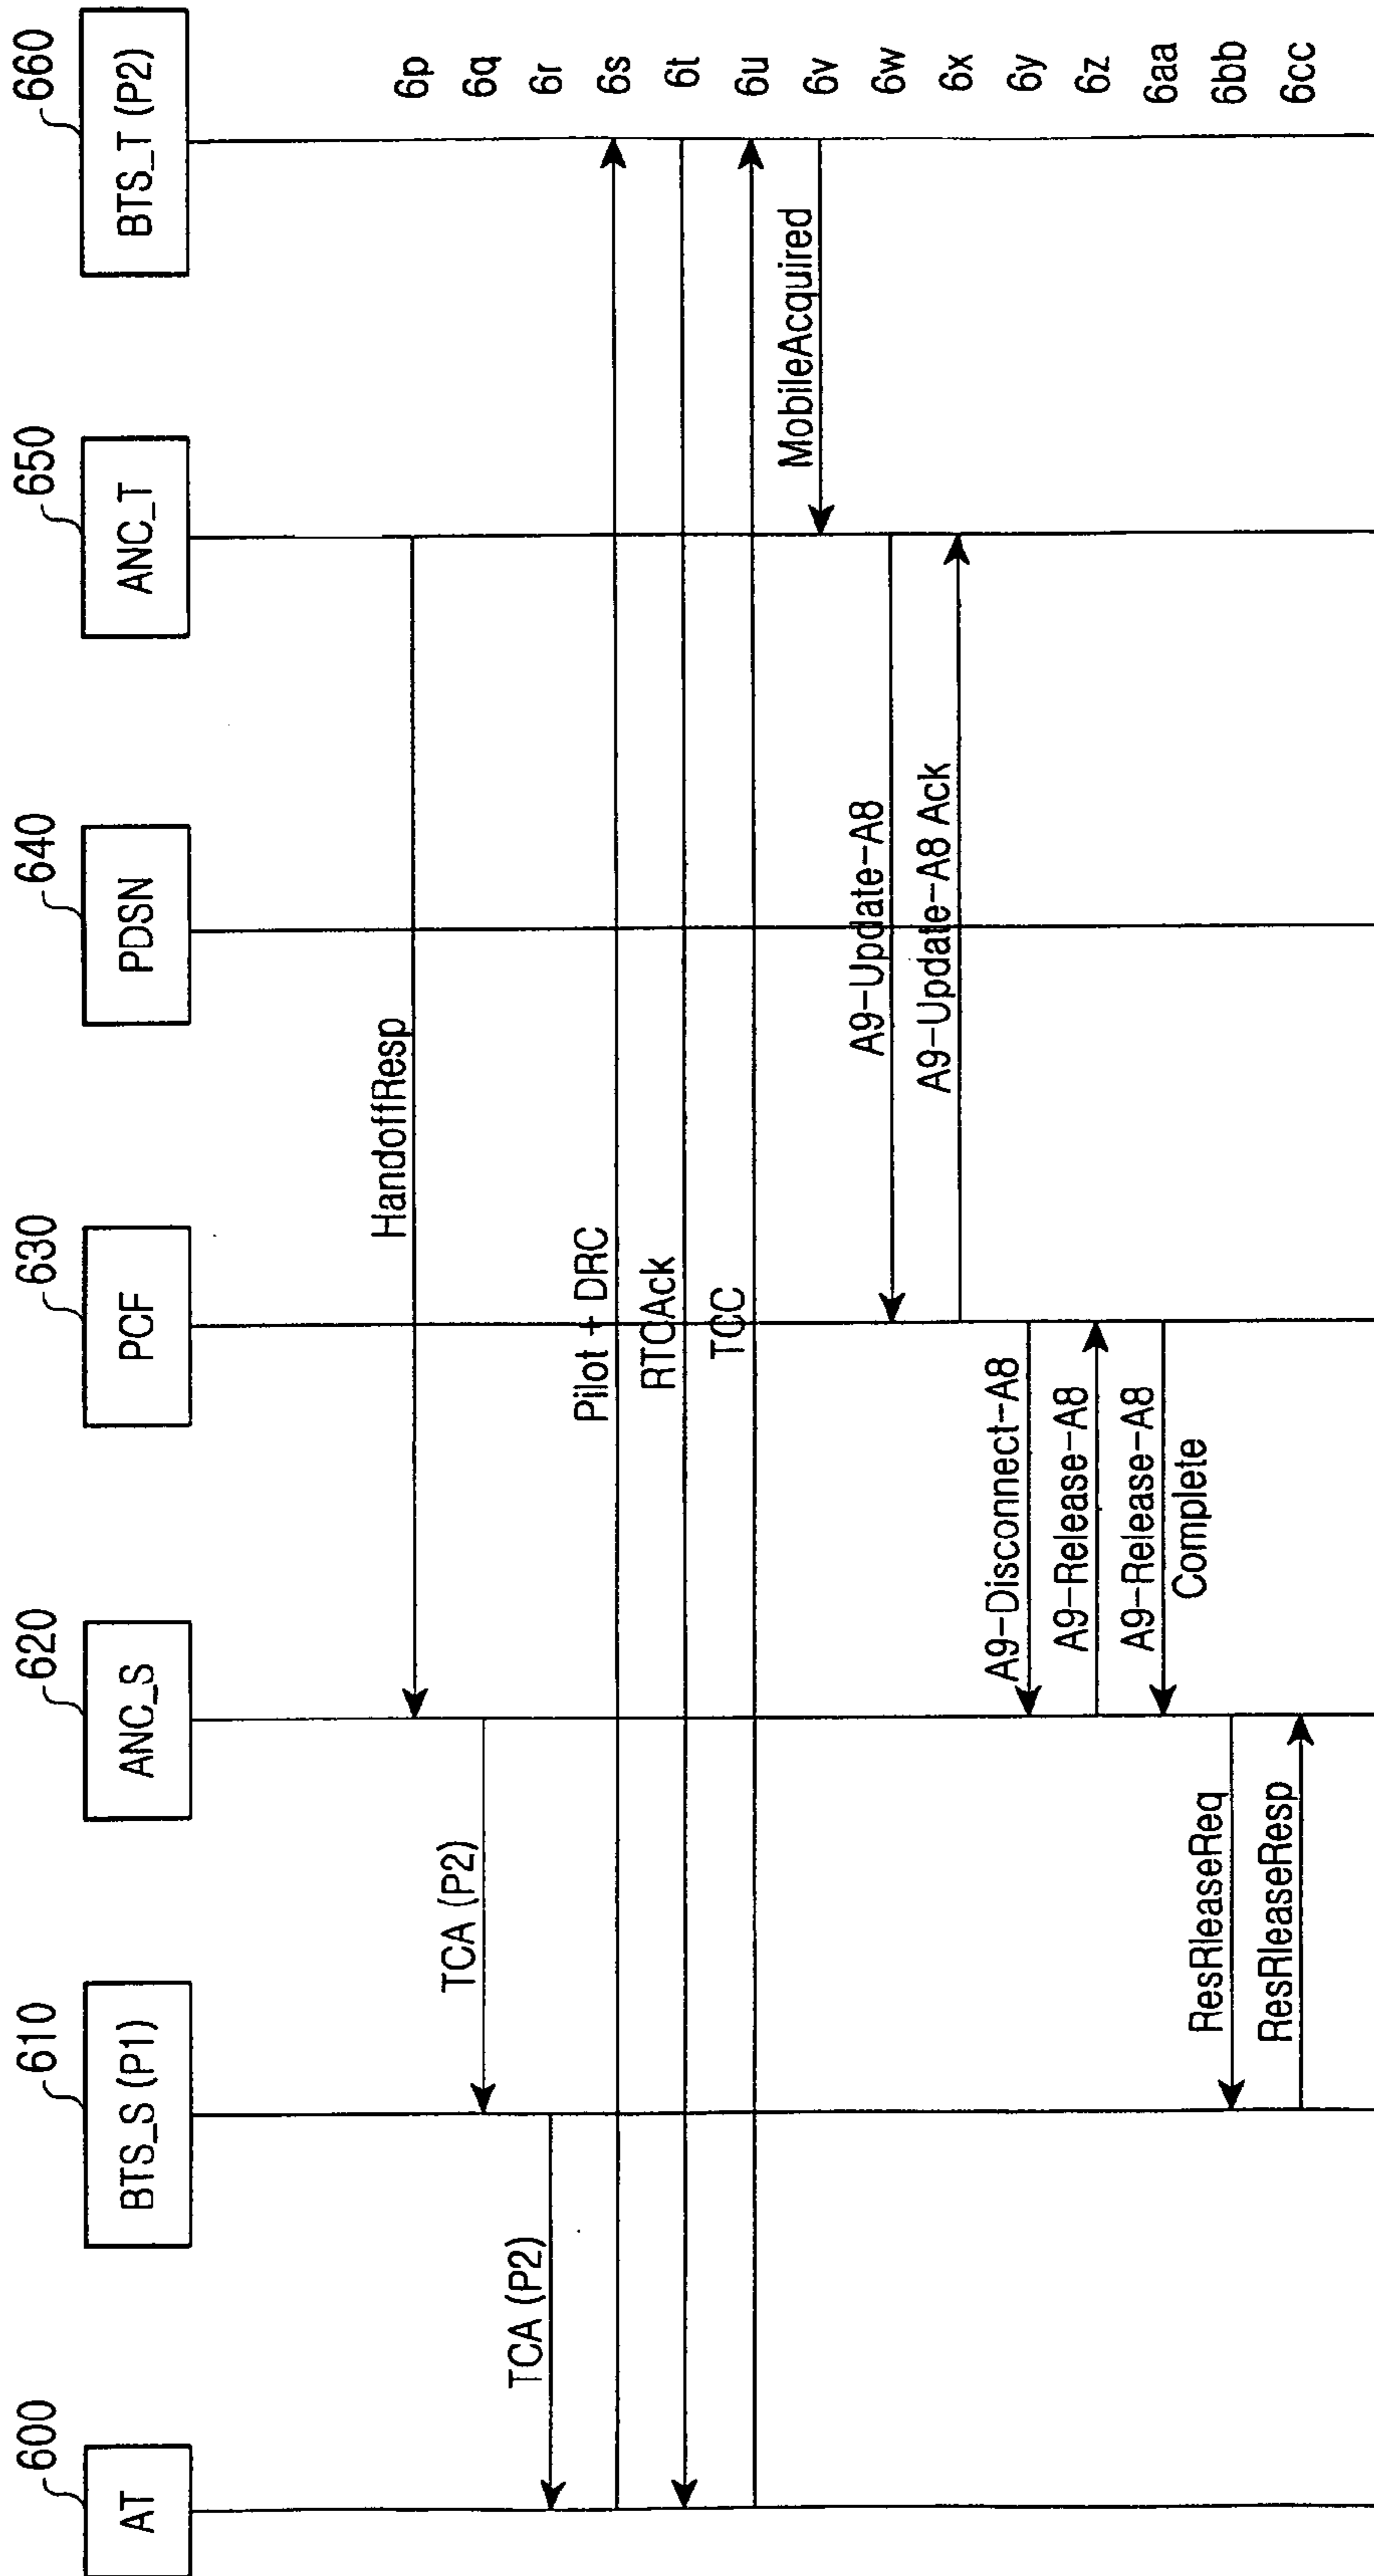 600
610
620
630
640
650
660
AT
BTS_S (P1)
ANC_S
PCF
PDSN
ANC_T
BTS_T (P2)
HandoffResp
6p
TCA (P2)
6q
TCA (P2)
6r
Pilot + DRC
6s
RTCAck
6t
TCC
6u
MobileAcquired
6v
A9-Update-A8
6w
A9-Update-A8 Ack
6x
A9-Disconnect-A8
6y
A9-Release-A8
6z
A9-Release-A8
Complete
6aa
ResRleaseReq
6bb
ResRleaseResp
6cc